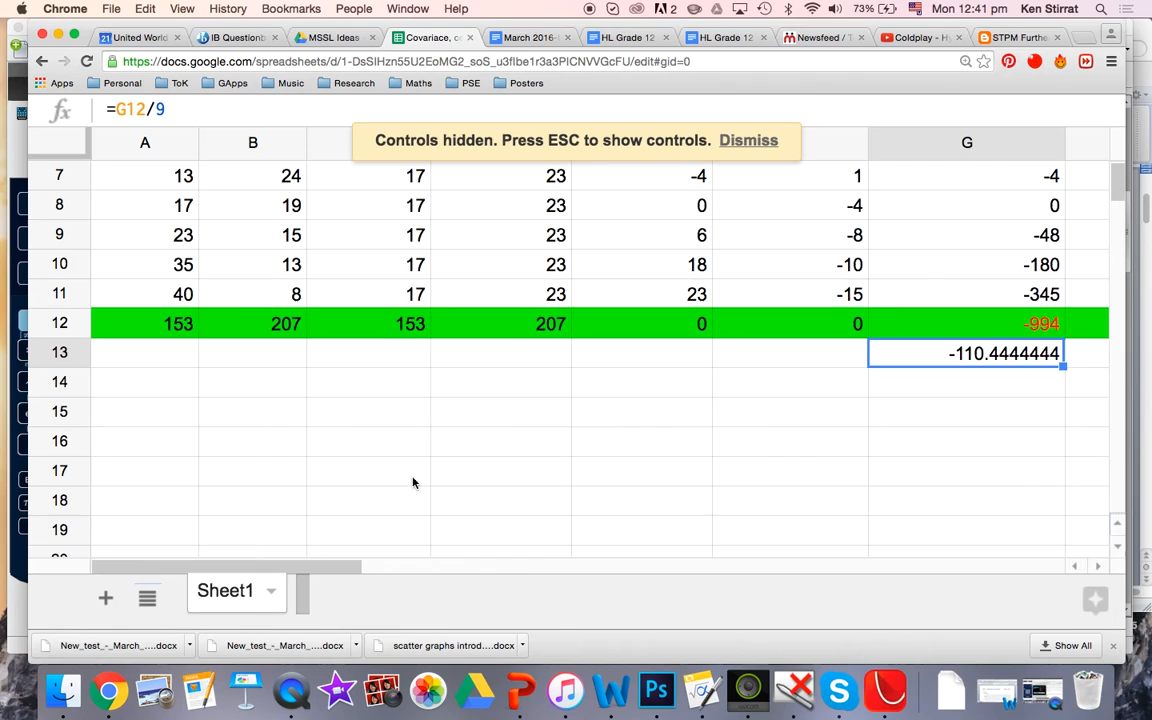 Chrome File Edit View History Bookmarks People Window Help 2 73% Mon 12:41 pm Ken Stirrat
United World IB Questionb MSSL Ideas Covariace, co March 2016- HL Grade 12 HL Grade 12 Newsfeed / T Coldplay - Hy STPM Further
https://docs.google.com/spreadsheets/d/1-DsSIHzn55U2EoMG2_soS_u3fIbe1r3a3PICNVVGcFU/edit#gid=0
Apps Personal ToK GApps Music Research Maths PSE Posters
fx =G12/9
Controls hidden. Press ESC to show controls. Dismiss
A B G
7 13 24 17 23 -4 1 -4
8 17 19 17 23 0 -4 0
9 23 15 17 23 6 -8 -48
10 35 13 17 23 18 -10 -180
11 40 8 17 23 23 -15 -345
12 153 207 153 207 0 0 -994
13 -110.4444444
14
15
16
17
18
19
Sheet1
New_test_-_March_....docx New_test_-_March_....docx scatter graphs introd....docx Show All